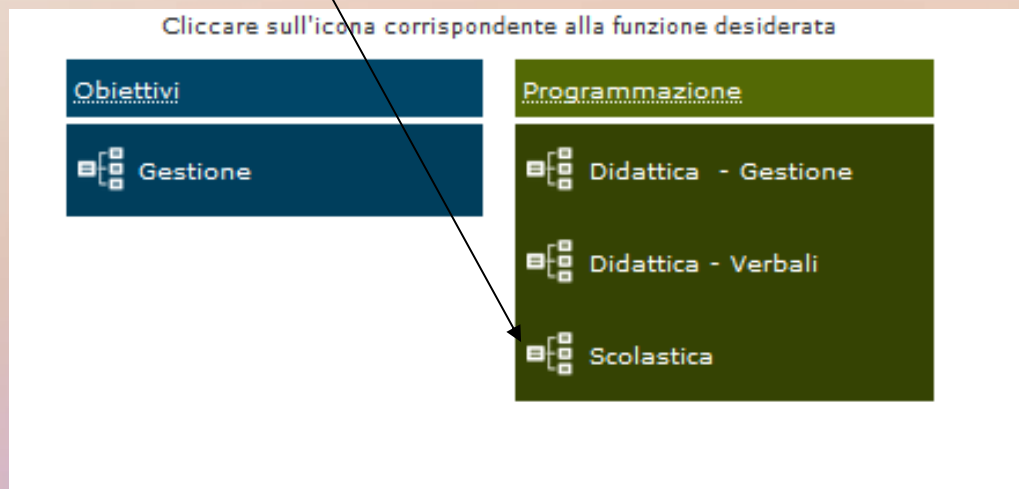 Cliccare sull'icona corrispondente alla funzione desiderata
Obiettivi
Gestione
Programmazione
Didattica - Gestione
Didattica - Verbali
Scolastica